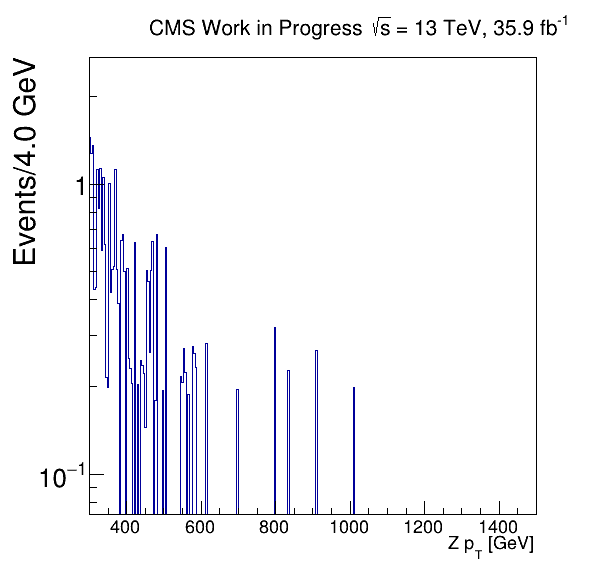 CMS Work in Progress √s = 13 TeV, 35.9 fb⁻¹
Events/4.0 GeV
1
10⁻¹
400 600 800 1000 1200 1400
Z p_T [GeV]